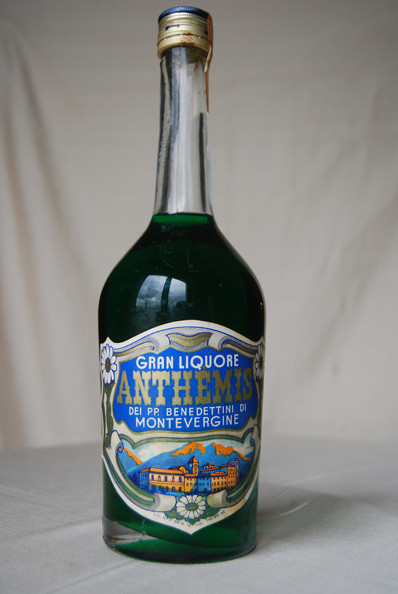 GRAN LIQUORE
ANTHEMIS
DEI PP. BENEDETTINI DI
MONTEVERGINE